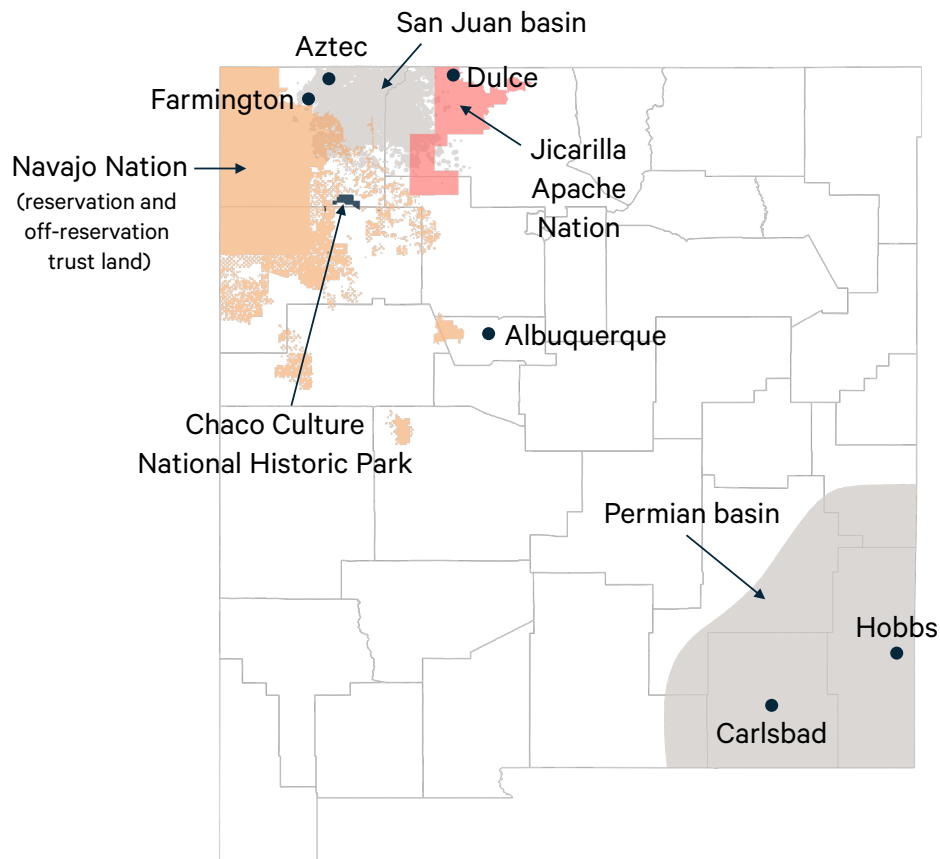 San Juan basin
Aztec
Dulce
Farmington
Jicarilla
Apache
Nation
Navajo Nation
(reservation and
off-reservation
trust land)
Albuquerque
Chaco Culture
National Historic Park
Permian basin
Hobbs
Carlsbad